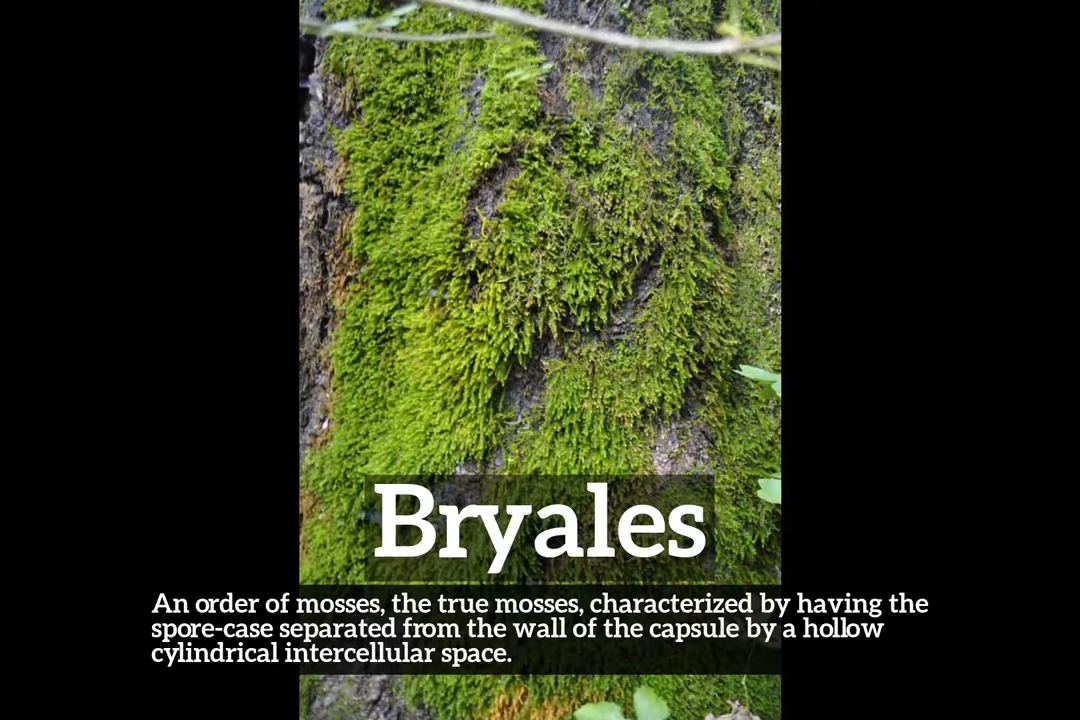 Bryales
An order of mosses, the true mosses, characterized by having the
spore-case separated from the wall of the capsule by a hollow
cylindrical intercellular space.